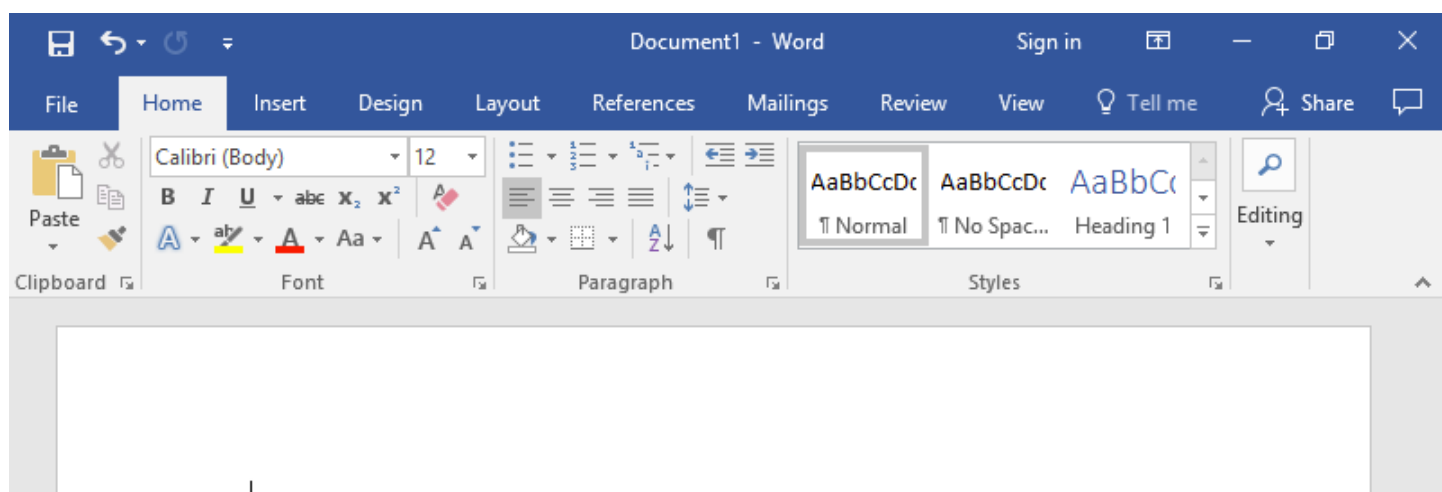 Document1 - Word Sign in
File Home Insert Design Layout References Mailings Review View Tell me Share
Calibri (Body) 12
B I U abc X₂ X²
A aby A Aa A A
A Z
Paste
AaBbCcDc AaBbCcDc AaBbCc
¶ Normal ¶ No Spac... Heading 1
Editing
Clipboard Font Paragraph Styles